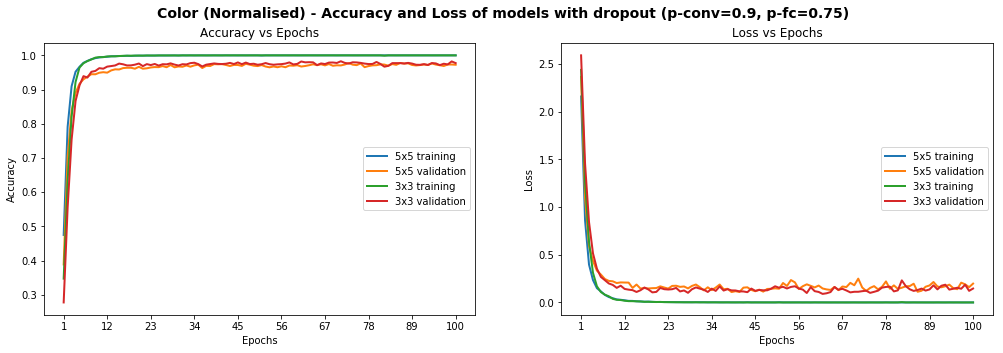 Color (Normalised) - Accuracy and Loss of models with dropout (p-conv=0.9, p-fc=0.75)
Accuracy vs Epochs
1.0
0.9
0.8
0.7
0.6
0.5
0.4
0.3
Accuracy
5x5 training
5x5 validation
3x3 training
3x3 validation
1 12 23 34 45 56 67 78 89 100
Epochs
Loss vs Epochs
2.5
2.0
1.5
1.0
0.5
0.0
Loss
5x5 training
5x5 validation
3x3 training
3x3 validation
1 12 23 34 45 56 67 78 89 100
Epochs